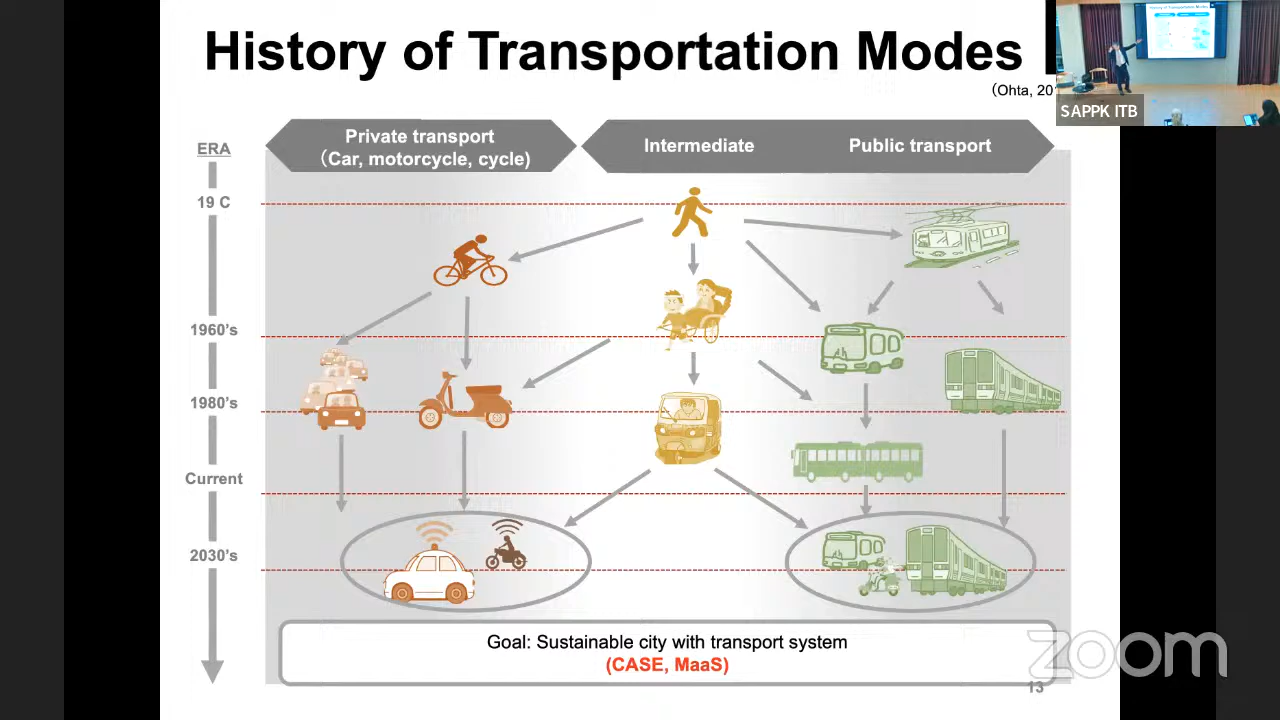 History of Transportation Modes
(Ohta, 20
SAPPK ITB
ERA
Private transport
(Car, motorcycle, cycle)
Intermediate
Public transport
19 C
1960's
1980's
Current
2030's
Goal: Sustainable city with transport system
(CASE, MaaS)
zoom
13